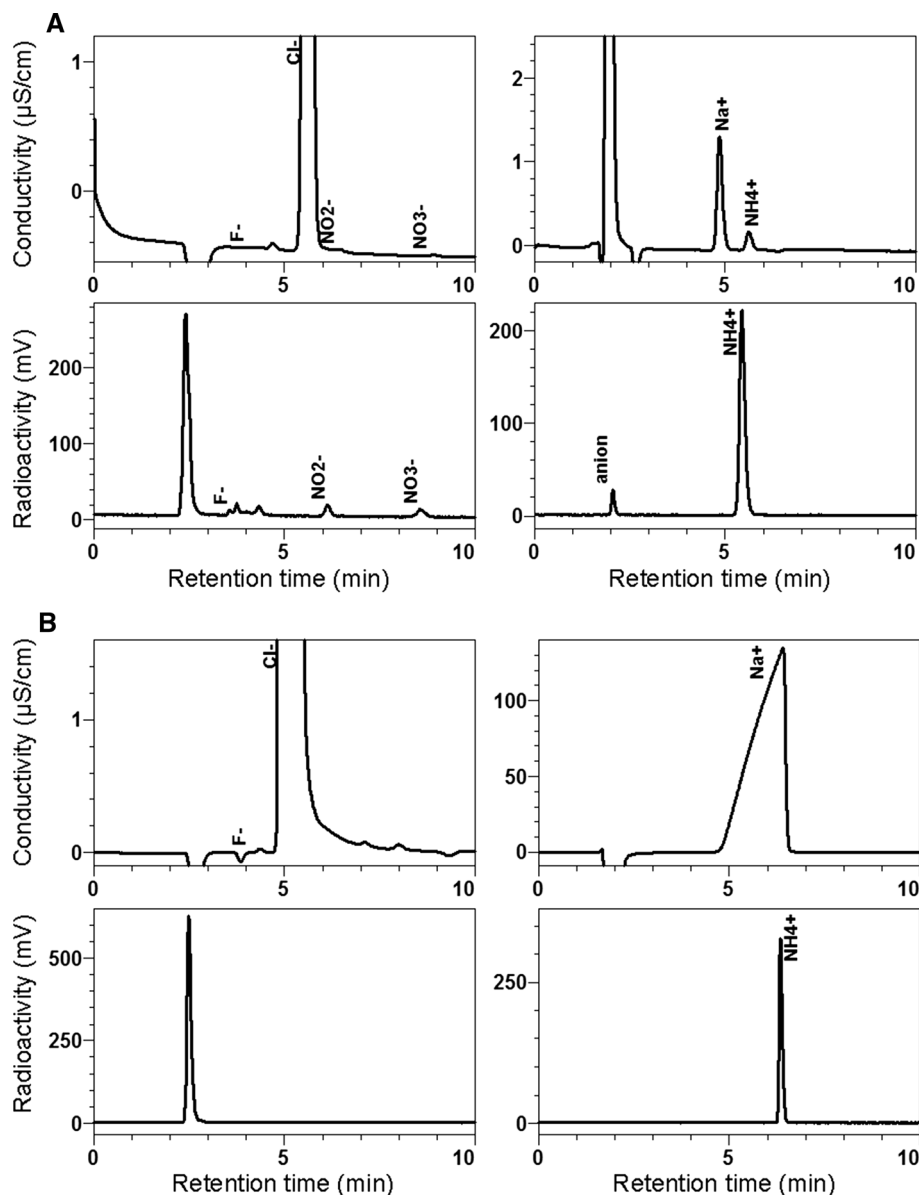 A
Conductivity (µS/cm)
1
0
0
5
10
Cl-
F-
NO2-
NO3-
2
1
0
0
5
10
Na+
NH4+
Radioactivity (mV)
200
100
0
0
5
10
F-
NO2-
NO3-
Retention time (min)
200
100
0
0
5
10
anion
NH4+
Retention time (min)
B
Conductivity (µS/cm)
1
0
0
5
10
Cl-
F-
100
50
0
0
5
10
Na+
Radioactivity (mV)
500
250
0
0
5
10
Retention time (min)
250
0
0
5
10
NH4+
Retention time (min)